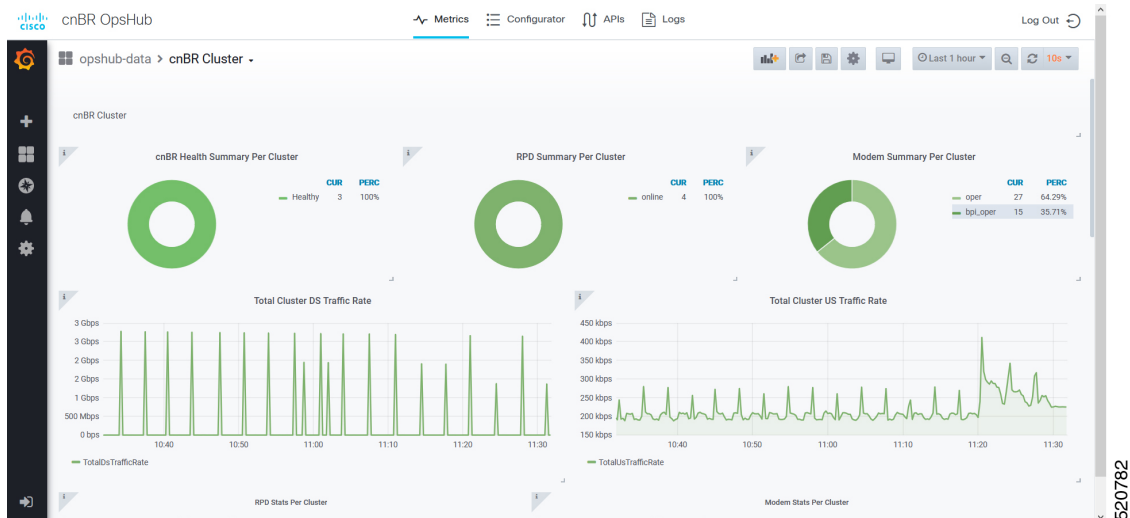 cisco cnBR OpsHub Metrics Configurator APIs Logs Log Out
opshub-data > cnBR Cluster Last 1 hour 10s
cnBR Cluster
cnBR Health Summary Per Cluster
CUR PERC
Healthy 3 100%
RPD Summary Per Cluster
CUR PERC
online 4 100%
Modem Summary Per Cluster
CUR PERC
oper 27 64.29%
bpi_oper 15 35.71%
Total Cluster DS Traffic Rate
3 Gbps
3 Gbps
2 Gbps
2 Gbps
1 Gbps
500 Mbps
0 bps
10:40 10:50 11:00 11:10 11:20 11:30
TotalDsTrafficRate
Total Cluster US Traffic Rate
450 kbps
400 kbps
350 kbps
300 kbps
250 kbps
200 kbps
150 kbps
10:40 10:50 11:00 11:10 11:20 11:30
TotalUsTrafficRate
RPD Stats Per Cluster
Modem Stats Per Cluster
520782